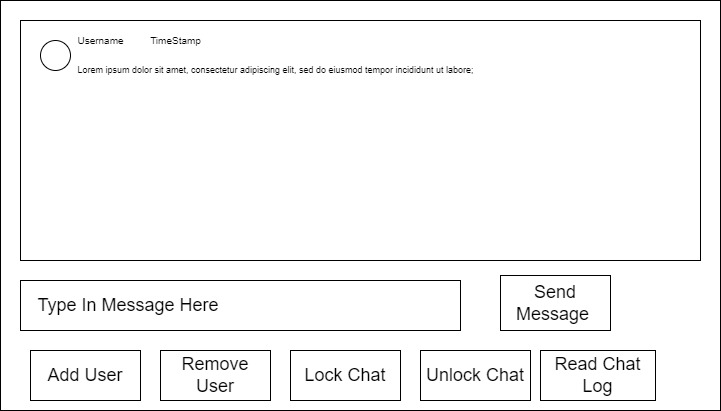 Username TimeStamp
Lorem ipsum dolor sit amet, consectetur adipiscing elit, sed do eiusmod tempor incididunt ut labore;
Type In Message Here
Send
Message
Add User
Remove
User
Lock Chat
Unlock Chat
Read Chat
Log